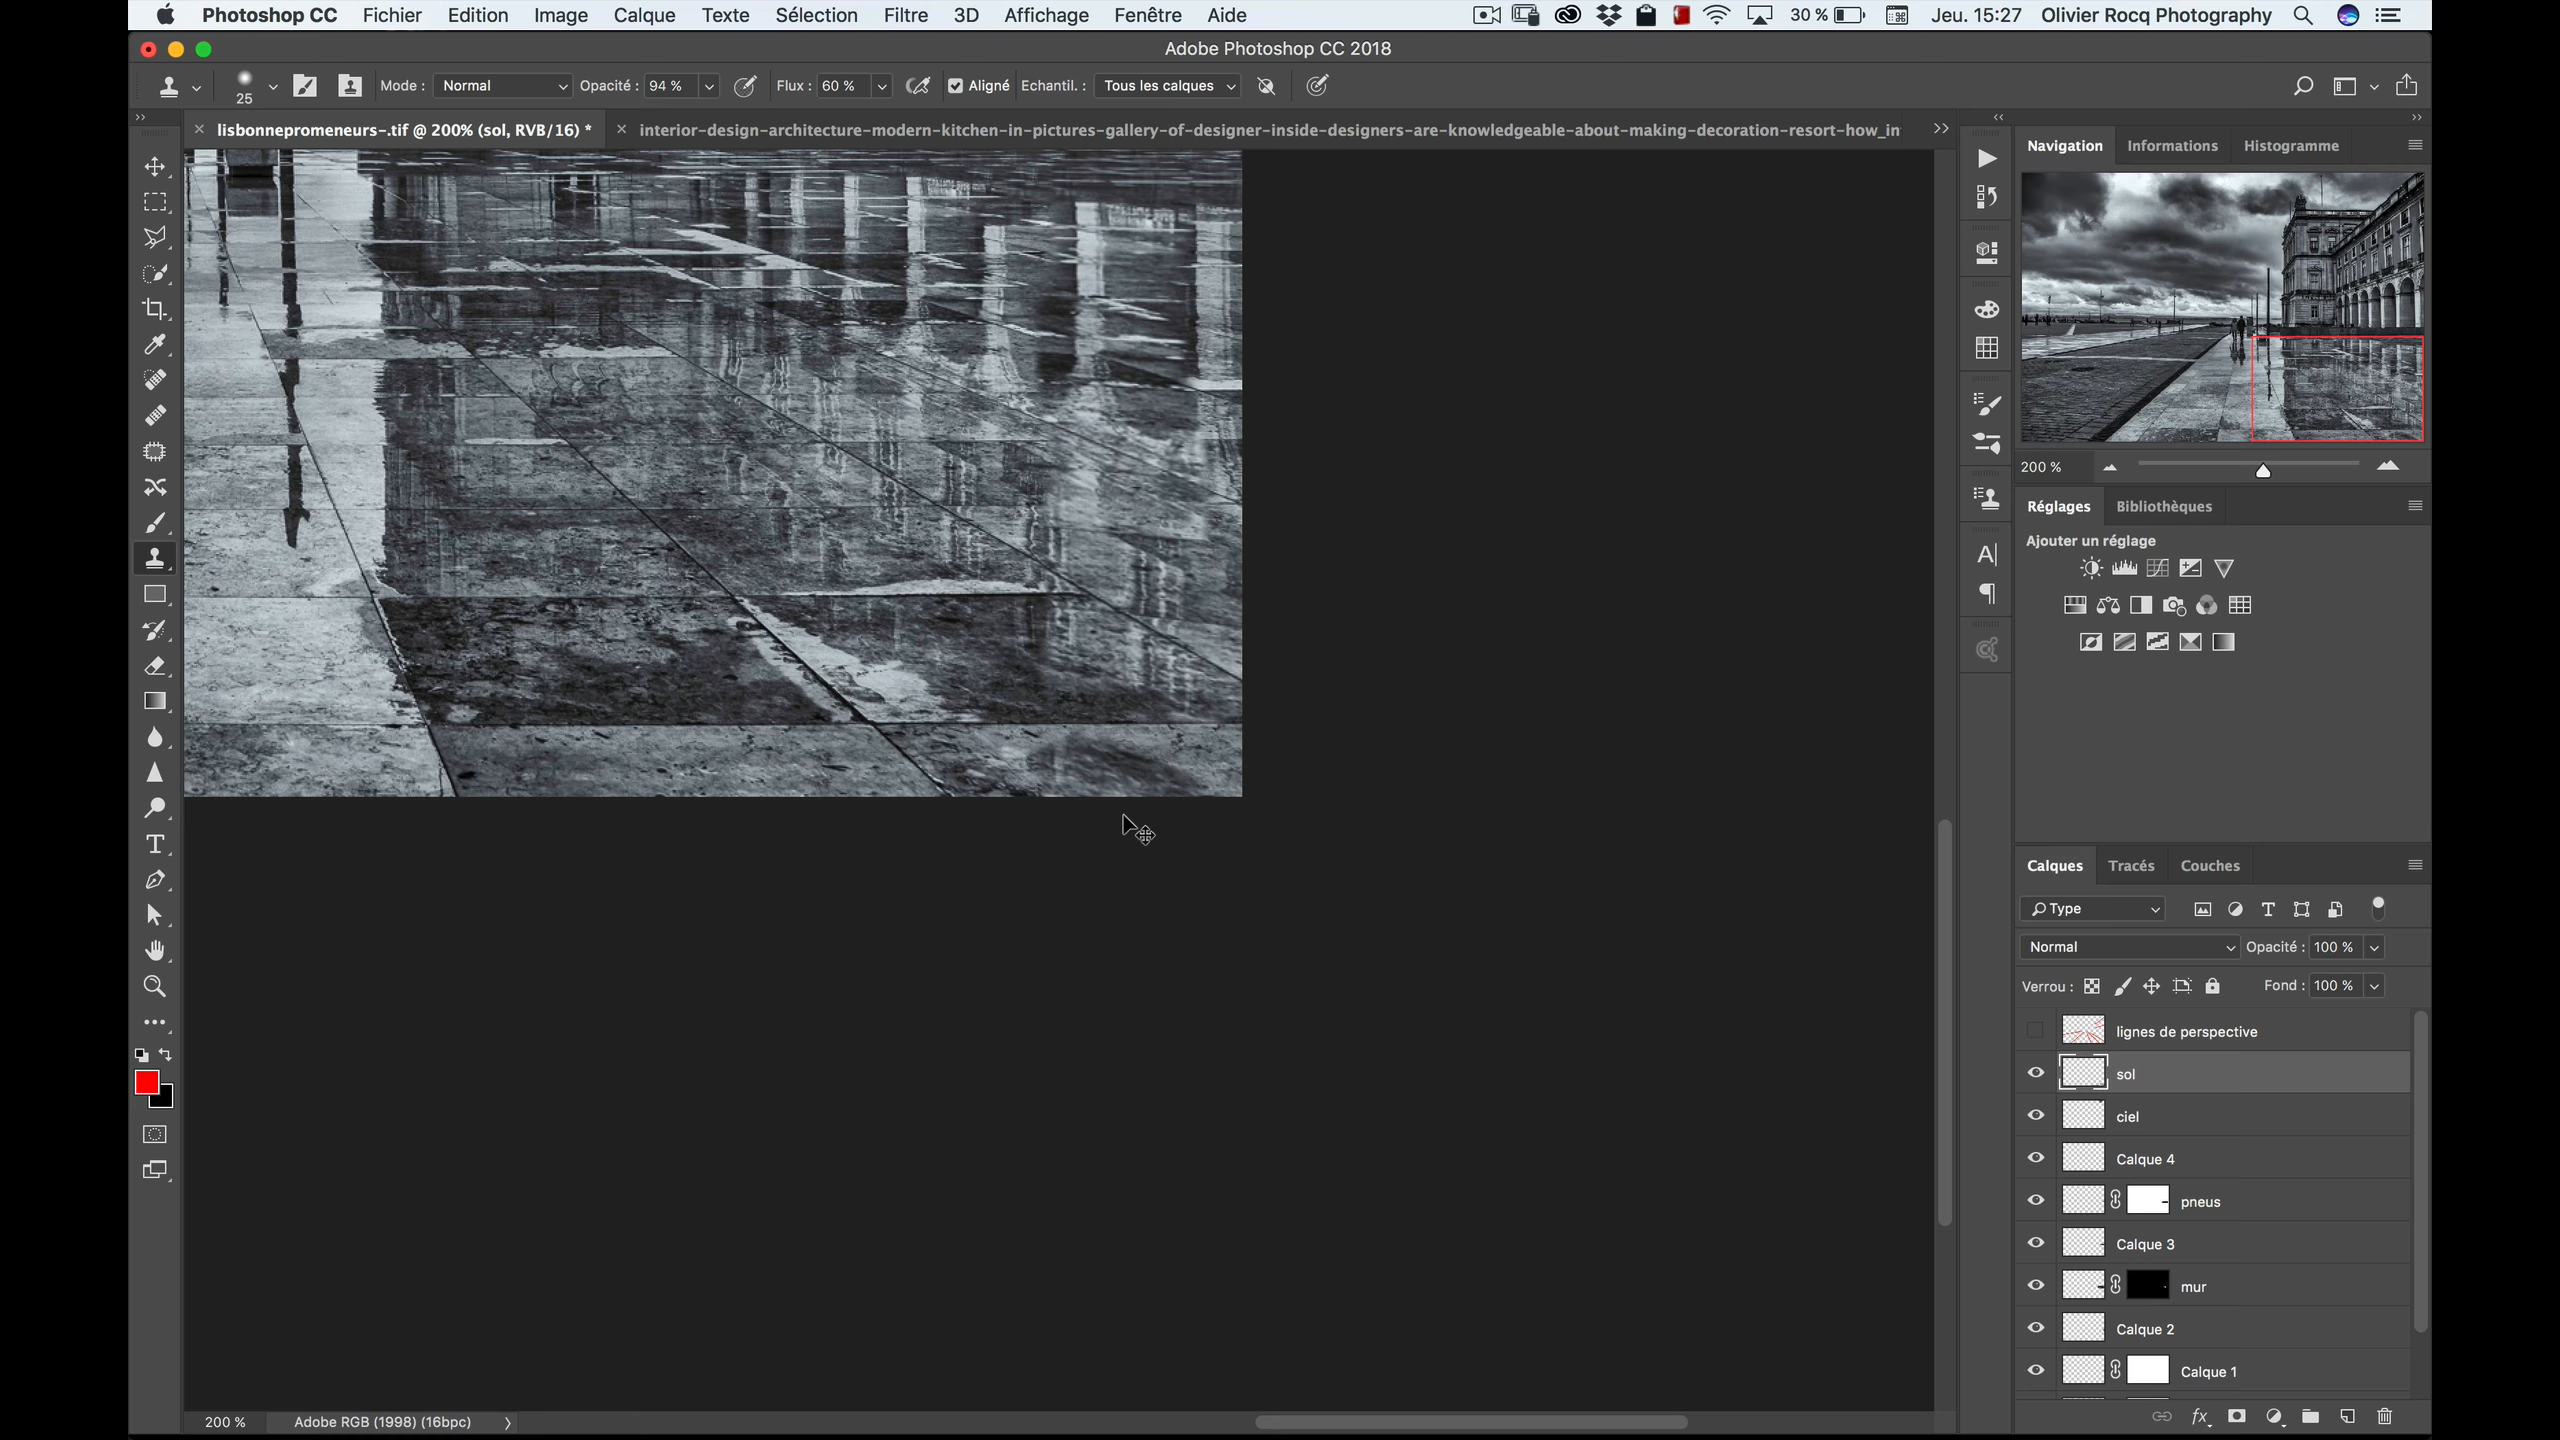 Photoshop CC Fichier Edition Image Calque Texte Sélection Filtre 3D Affichage Fenêtre Aide 30 % Jeu. 15:27 Olivier Rocq Photography
Adobe Photoshop CC 2018
25 Mode : Normal Opacité : 94 % Flux : 60 % Aligné Echantil. : Tous les calques
× lisbonnepromeneurs-.tif @ 200% (sol, RVB/16) * × interior-design-architecture-modern-kitchen-in-pictures-gallery-of-designer-inside-designers-are-knowledgeable-about-making-decoration-resort-how_in
Navigation Informations Histogramme
200 %
Réglages Bibliothèques
Ajouter un réglage
Calques Tracés Couches
Type
Normal Opacité : 100 %
Verrou : Fond : 100 %
lignes de perspective
sol
ciel
Calque 4
pneus
Calque 3
mur
Calque 2
Calque 1
200 % Adobe RGB (1998) (16bpc)